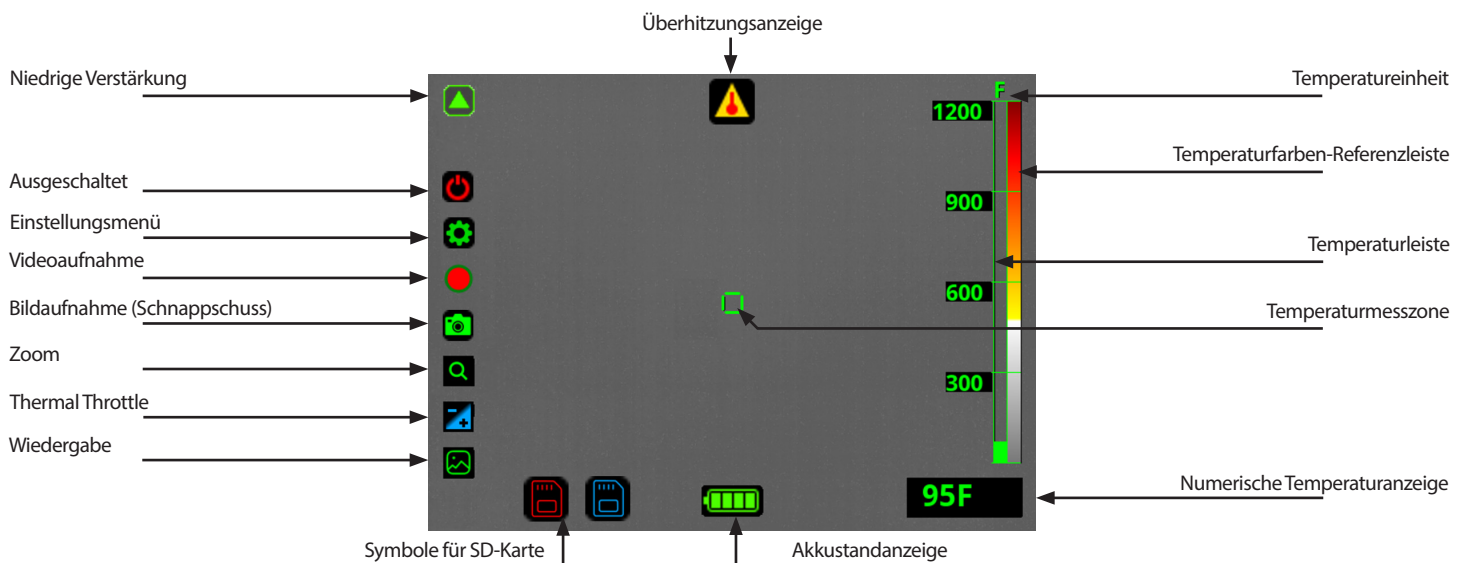 Überhitzungsanzeige
Niedrige Verstärkung
Temperatureinheit
F
1200
Temperaturfarben-Referenzleiste
Ausgeschaltet
900
Einstellungsmenü
Temperaturleiste
Videoaufnahme
600
Bildaufnahme (Schnappschuss)
Temperaturmesszone
Zoom
300
Thermal Throttle
Wiedergabe
Numerische Temperaturanzeige
95F
Symbole für SD-Karte
Akkustandanzeige